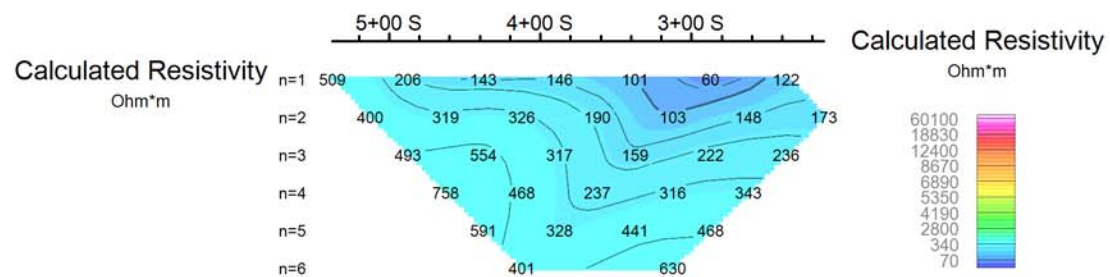 5+00 S 4+00 S 3+00 S
Calculated Resistivity
Ohm*m
n=1 509 206 143 146 101 60 122
n=2 400 319 326 190 103 148 173
n=3 493 554 317 159 222 236
n=4 758 468 237 316 343
n=5 591 328 441 468
n=6 401 630
Calculated Resistivity
Ohm*m
60100
18830
12400
8670
6890
5350
4190
2800
340
70